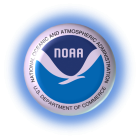 NATIONAL OCEANIC AND ATMOSPHERIC ADMINISTRATION
NOAA
U.S. DEPARTMENT OF COMMERCE